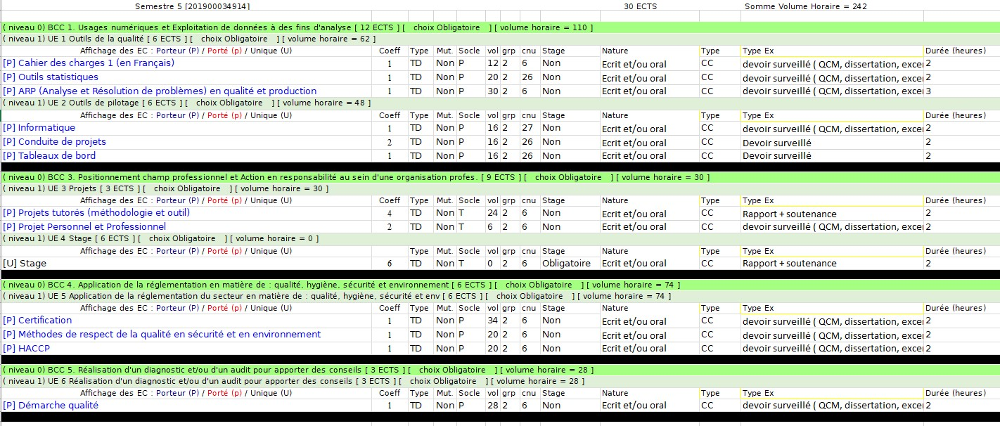 Semestre 5 [201900034914] 30 ECTS Somme Volume Horaire = 242
( niveau 0) BCC 1. Usages numériques et Exploitation de données à des fins d'analyse [ 12 ECTS ] [ choix Obligatoire ] [ volume horaire = 110 ]
( niveau 1) UE 1 Outils de la qualité [ 6 ECTS ] [ choix Obligatoire ] [ volume horaire = 62 ]
Affichage des EC : Porteur (P) / Porté (p) / Unique (U) Coeff Type Mut. Socle vol grp cnu Stage Nature Type Type Ex Durée (heures)
[P] Cahier des charges 1 (en Français) 1 TD Non P 12 2 6 Non Ecrit et/ou oral CC devoir surveillé ( QCM, dissertation, exce 2
[P] Outils statistiques 1 TD Non P 20 2 26 Non Ecrit et/ou oral CC devoir surveillé ( QCM, dissertation, exce 2
[P] ARP (Analyse et Résolution de problèmes) en qualité et production 1 TD Non P 30 2 6 Non Ecrit et/ou oral CC devoir surveillé ( QCM, dissertation, exce 3
( niveau 1) UE 2 Outils de pilotage [ 6 ECTS ] [ choix Obligatoire ] [ volume horaire = 48 ]
Affichage des EC : Porteur (P) / Porté (p) / Unique (U) Coeff Type Mut. Socle vol grp cnu Stage Nature Type Type Ex Durée (heures)
[P] Informatique 1 TD Non P 16 2 27 Non Ecrit et/ou oral CC devoir surveillé ( QCM, dissertation, exce 2
[P] Conduite de projets 2 TD Non P 16 2 26 Non Ecrit et/ou oral CC Devoir surveillé 2
[P] Tableaux de bord 1 TD Non P 16 2 26 Non Ecrit et/ou oral CC Devoir surveillé 2
( niveau 0) BCC 3. Positionnement champ professionnel et Action en responsabilité au sein d'une organisation profes. [ 9 ECTS ] [ choix Obligatoire ] [ volume horaire = 30 ]
( niveau 1) UE 3 Projets [ 3 ECTS ] [ choix Obligatoire ] [ volume horaire = 30 ]
Affichage des EC : Porteur (P) / Porté (p) / Unique (U) Coeff Type Mut. Socle vol grp cnu Stage Nature Type Type Ex Durée (heures)
[P] Projets tutorés (méthodologie et outil) 4 TD Non T 24 2 6 Non Ecrit et/ou oral CC Rapport + soutenance 2
[P] Projet Personnel et Professionnel 2 TD Non T 6 2 6 Non Ecrit et/ou oral CC devoir surveillé ( QCM, dissertation, exce 2
( niveau 1) UE 4 Stage [ 6 ECTS ] [ choix Obligatoire ] [ volume horaire = 0 ]
Affichage des EC : Porteur (P) / Porté (p) / Unique (U) Type Mut. Socle vol grp cnu Stage Nature Type Type Ex Durée (heures)
[U] Stage 6 TD Non T 0 2 6 Obligatoire Ecrit et/ou oral CC Rapport + soutenance 2
( niveau 0) BCC 4. Application de la réglementation en matière de : qualité, hygiène, sécurité et environnement [ 6 ECTS ] [ choix Obligatoire ] [ volume horaire = 74 ]
( niveau 1) UE 5 Application de la réglementation du secteur en matière de : qualité, hygiène, sécurité et env [ 6 ECTS ] [ choix Obligatoire ] [ volume horaire = 74 ]
Affichage des EC : Porteur (P) / Porté (p) / Unique (U) Coeff Type Mut. Socle vol grp cnu Stage Nature Type Type Ex Durée (heures)
[P] Certification 1 TD Non P 34 2 6 Non Ecrit et/ou oral CC devoir surveillé ( QCM, dissertation, exce 2
[P] Méthodes de respect de la qualité en sécurité et en environnement 1 TD Non P 20 2 6 Non Ecrit et/ou oral CC devoir surveillé ( QCM, dissertation, exce 2
[P] HACCP 1 TD Non P 20 2 6 Non Ecrit et/ou oral CC devoir surveillé ( QCM, dissertation, exce 2
( niveau 0) BCC 5. Réalisation d'un diagnostic et/ou d'un audit pour apporter des conseils [ 3 ECTS ] [ choix Obligatoire ] [ volume horaire = 28 ]
( niveau 1) UE 6 Réalisation d'un diagnostic et/ou d'un audit pour apporter des conseils [ 3 ECTS ] [ choix Obligatoire ] [ volume horaire = 28 ]
Affichage des EC : Porteur (P) / Porté (p) / Unique (U) Coeff Type Mut. Socle vol grp cnu Stage Nature Type Type Ex Durée (heures)
[P] Démarche qualité 1 TD Non P 28 2 6 Non Ecrit et/ou oral CC devoir surveillé ( QCM, dissertation, exce 2